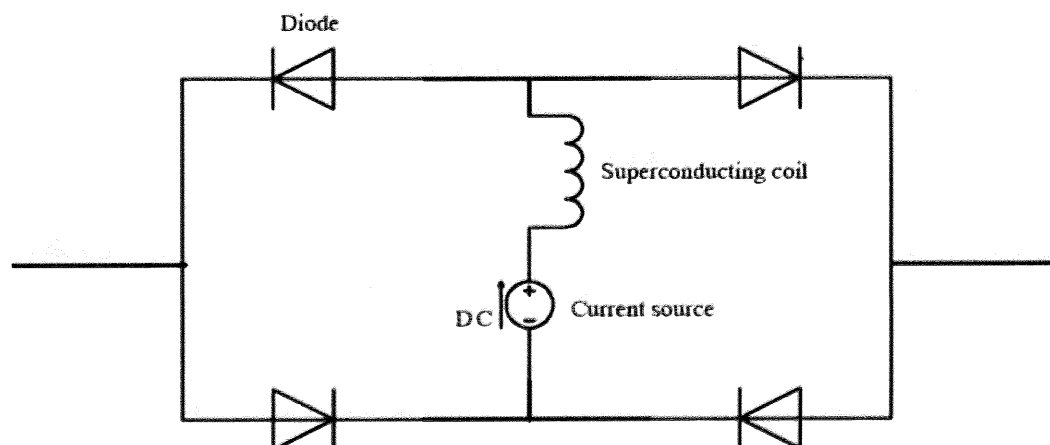 Diode
Superconducting coil
+
DC
Current source
−